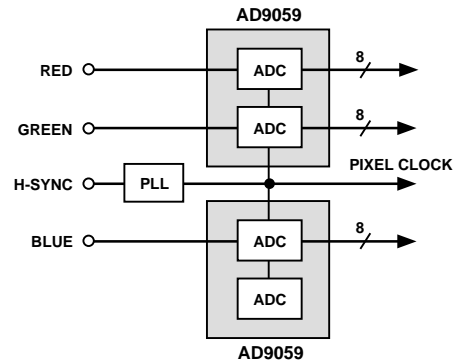 AD9059
RED
ADC
8
GREEN
ADC
8
H-SYNC
PLL
PIXEL CLOCK
BLUE
ADC
8
ADC
AD9059